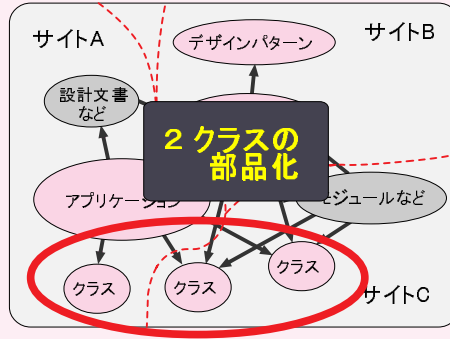 サイトA
サイトB
デザインパターン
設計文書
など
2 クラスの
部品化
アプリケーション
モジュールなど
クラス
クラス
クラス
サイトC